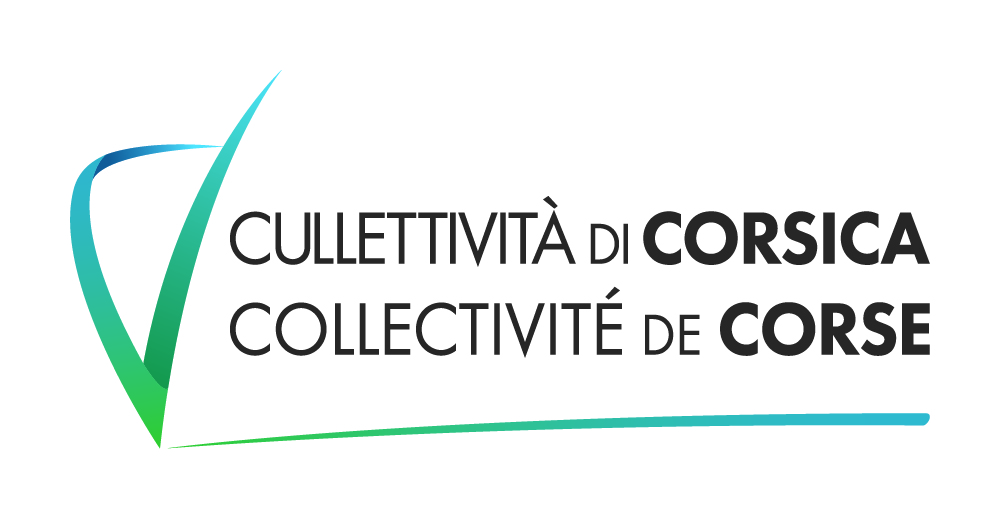 CULLETTIVITÀ DI CORSICA
COLLECTIVITÉ DE CORSE